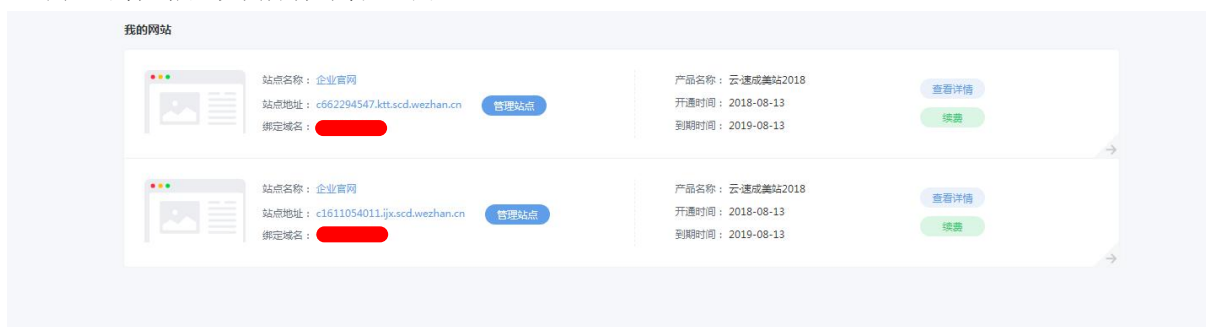 我的网站
站点名称： 企业官网
站点地址： c662294547.ktt.scd.wezhan.cn 管理站点
绑定域名：
产品名称： 云·速成美站2018
开通时间： 2018-08-13
到期时间： 2019-08-13
查看详情
续费
站点名称： 企业官网
站点地址： c1611054011.ijx.scd.wezhan.cn 管理站点
绑定域名：
产品名称： 云·速成美站2018
开通时间： 2018-08-13
到期时间： 2019-08-13
查看详情
续费